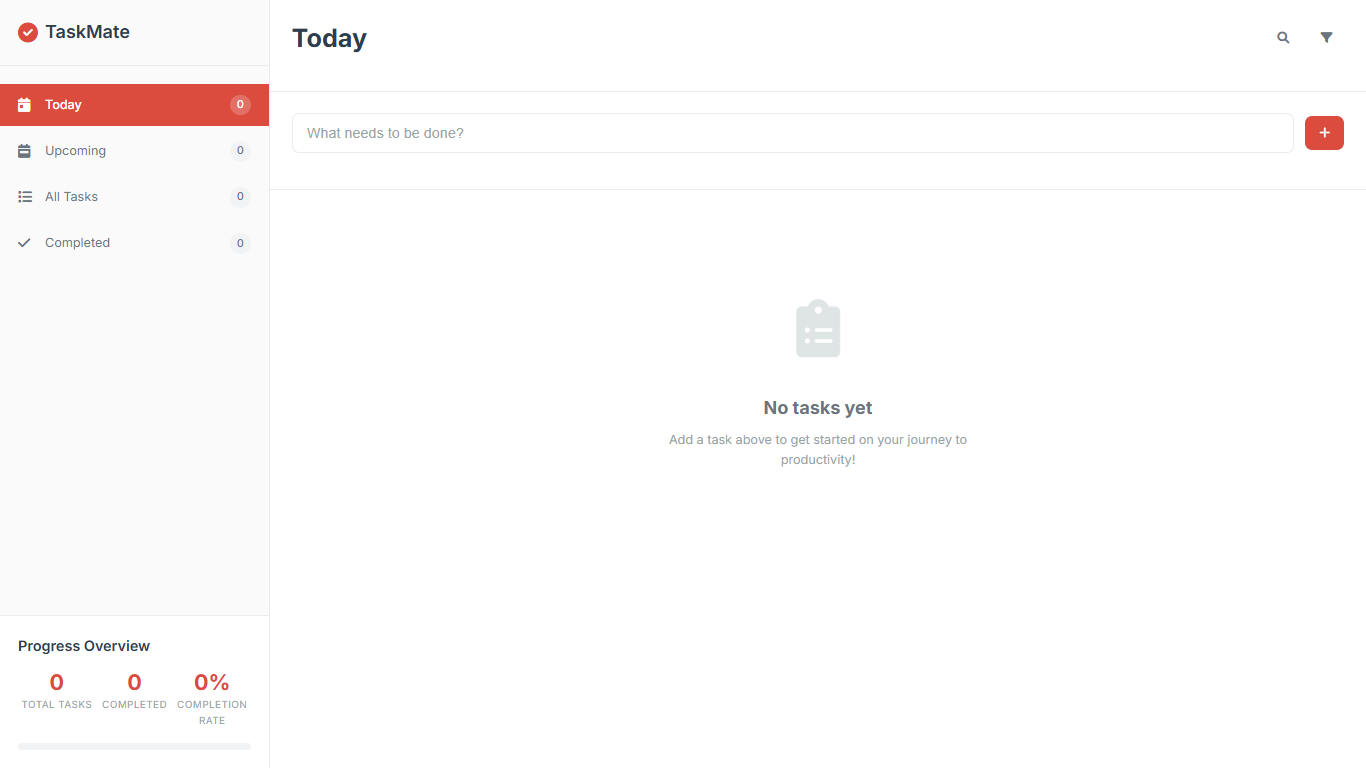 TaskMate
Today
0
Upcoming
0
All Tasks
0
Completed
0
Progress Overview
0
TOTAL TASKS
0
COMPLETED
0%
COMPLETION
RATE
Today
What needs to be done?
+
No tasks yet
Add a task above to get started on your journey to
productivity!